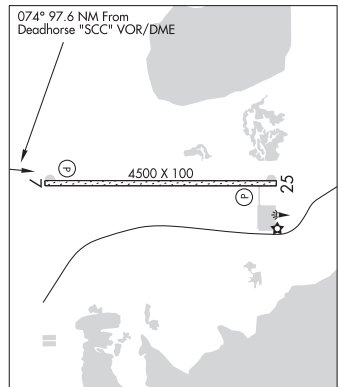 074° 97.6 NM From
Deadhorse "SCC" VOR/DME
P
4500 X 100
7
25
P